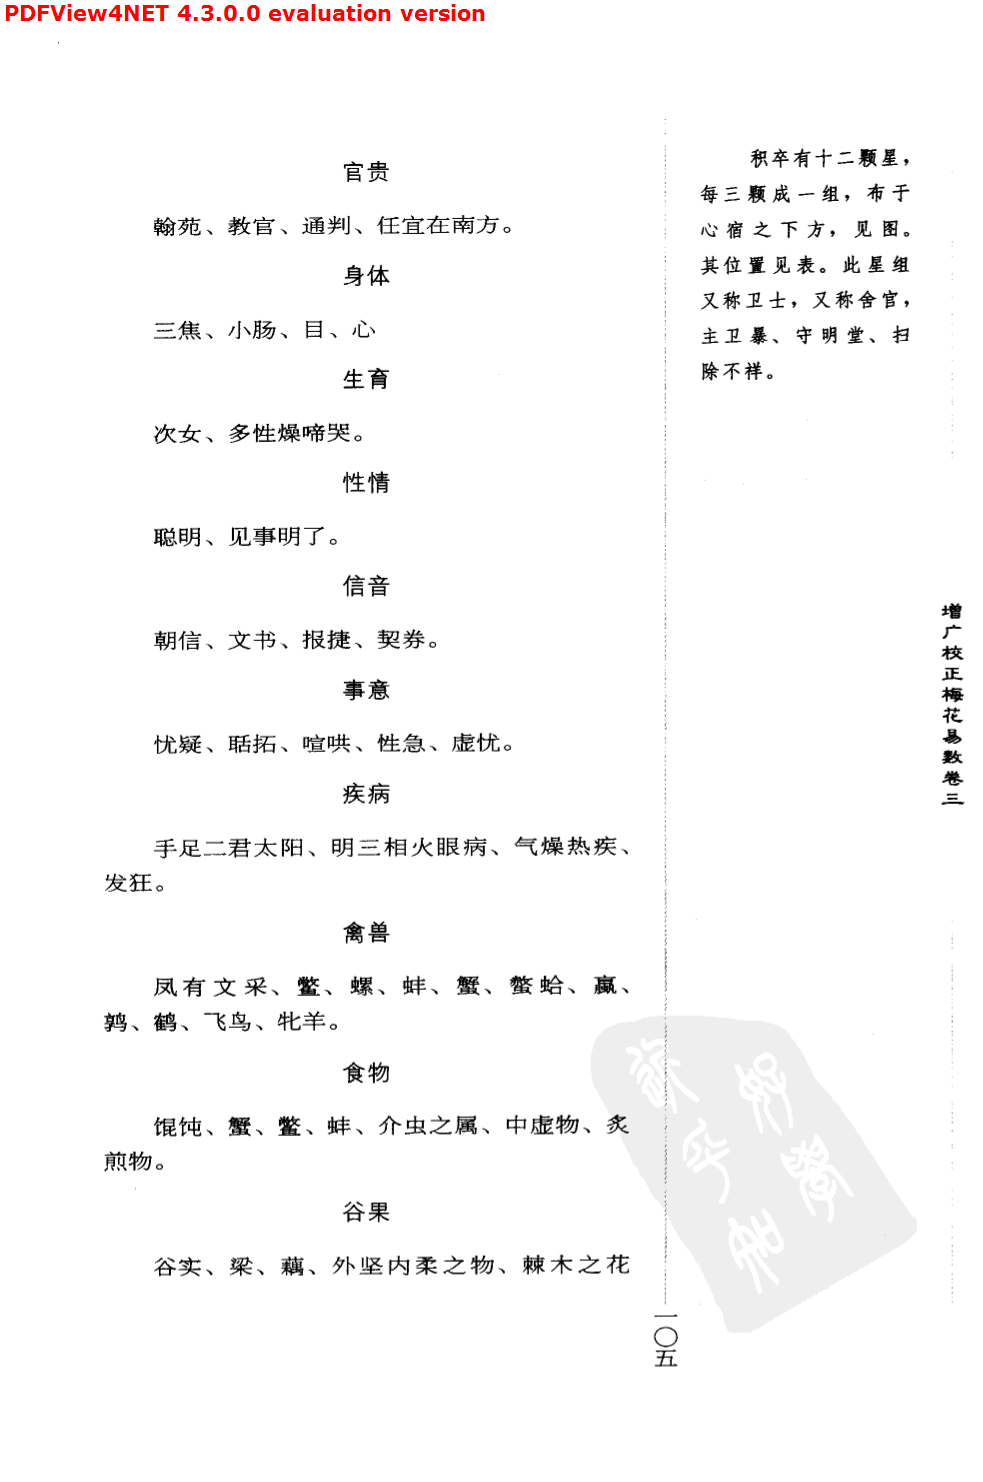 PDFView4NET 4.3.0.0 evaluation version
官贵
翰苑、教官、通判、任宜在南方。
身体
三焦、小肠、目、心
生育
次女、多性燥啼哭。
性情
聪明、见事明了。
信音
朝信、文书、报捷、契券。
事意
忧疑、聒拓、喧哄、性急、虚忧。
疾病
手足二君太阳、明三相火眼病、气燥热疾、
发狂。
禽兽
凤有文采、鳖、螺、蚌、蟹、螯蛤、蠃、
鹑、鹤、飞鸟、牝羊。
食物
馄饨、蟹、鳖、蚌、介虫之属、中虚物、炙
煎物。
谷果
谷实、梁、藕、外坚内柔之物、棘木之花
积卒有十二颗星，
每三颗成一组，布于
心宿之下方，见图。
其位置见表。此星组
又称卫士，又称舍官，
主卫暴、守明堂、扫
除不祥。
增广校正梅花易数卷三
一〇五